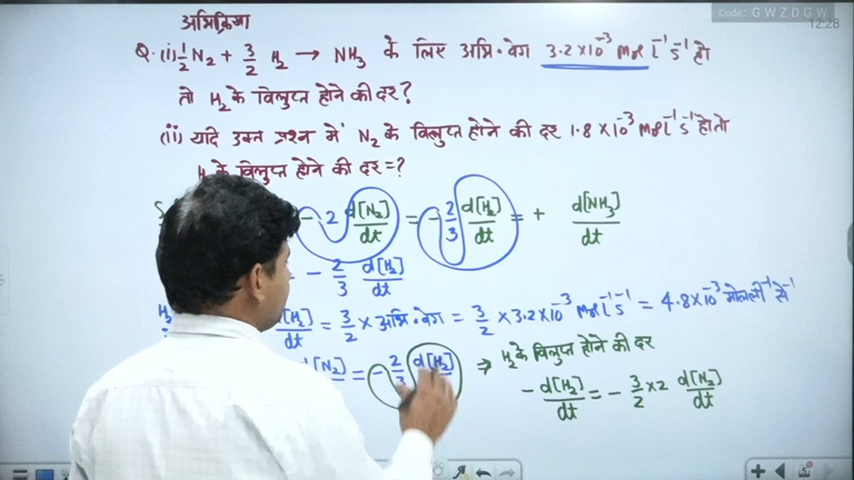 Code: G W Z D G W
12:28
अभिक्रिया
Q. (i) 1/2 N₂ + 3/2 H₂ → NH₃ के लिए अभि. वेग 3.2×10⁻³ Mol l⁻¹ s⁻¹ हो
तो H₂ के विलुप्त होने की दर?
(ii) यदि उक्त प्रश्न में N₂ के विलुप्त होने की दर 1.8×10⁻³ Mol l⁻¹ s⁻¹ हो तो
H₂ के विलुप्त होने की दर = ?
- 2 d[N₂]/dt = - 2/3 d[H₂]/dt = + d[NH₃]/dt
- 2/3 d[H₂]/dt
H₂ d[H₂]/dt = 3/2 × अभि. वेग = 3/2 × 3.2×10⁻³ Mol l⁻¹ s⁻¹ = 4.8×10⁻³ मोल ली⁻¹ से⁻¹
d[N₂] = - 2/3 d[H₂] ⇒ H₂ के विलुप्त होने की दर
- d[H₂]/dt = - 3/2 × 2 d[N₂]/dt